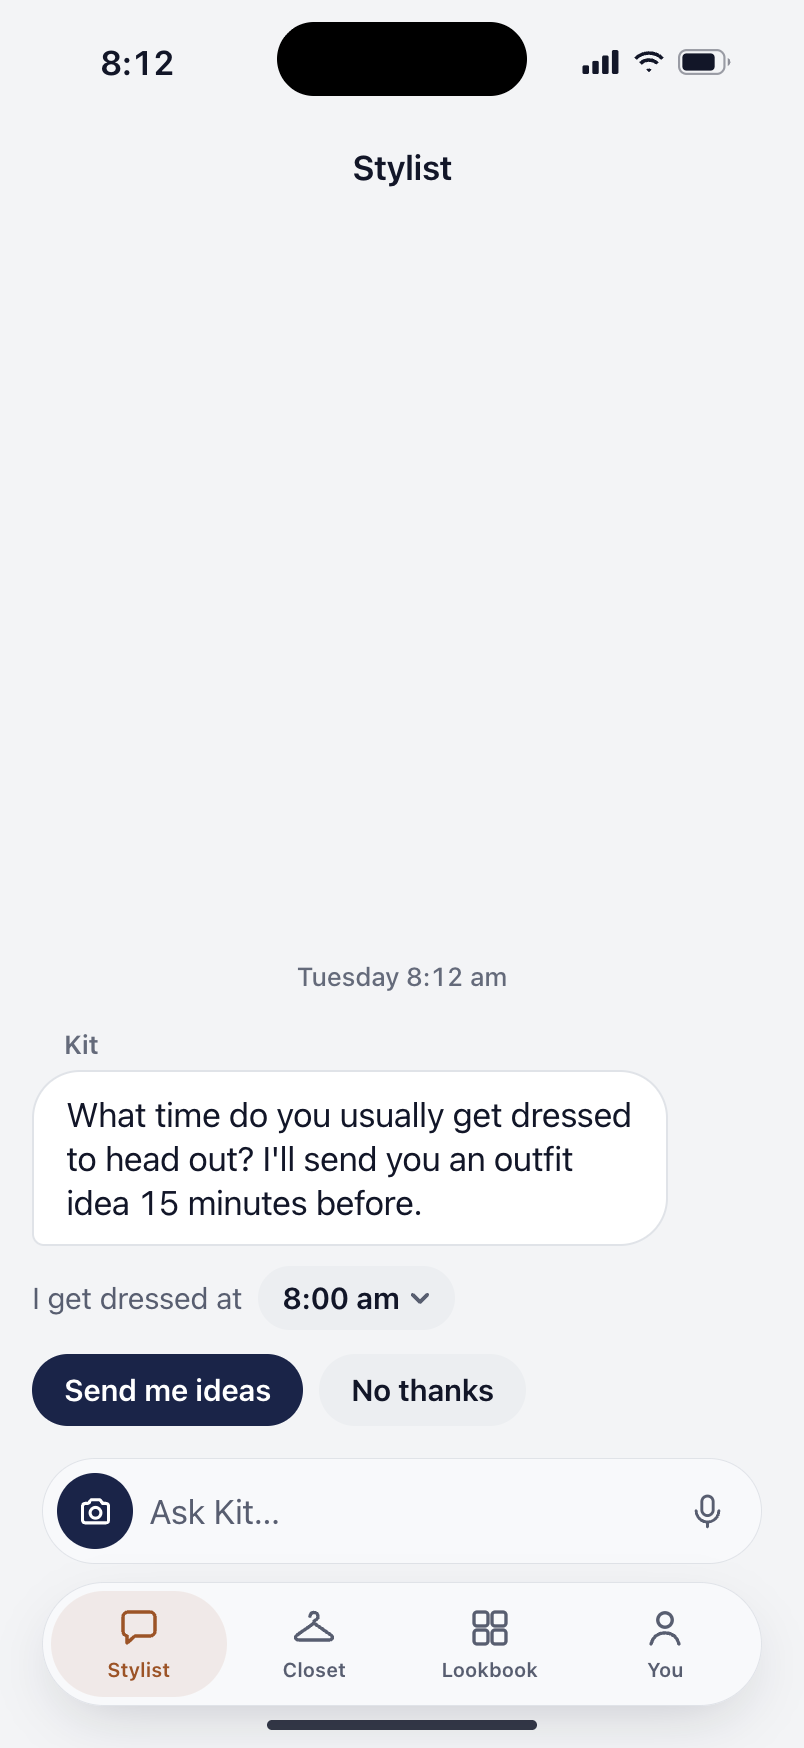 8:12
Stylist
Tuesday 8:12 am
Kit
What time do you usually get dressed
to head out? I'll send you an outfit
idea 15 minutes before.
I get dressed at 8:00 am
Send me ideas No thanks
Ask Kit...
Stylist Closet Lookbook You